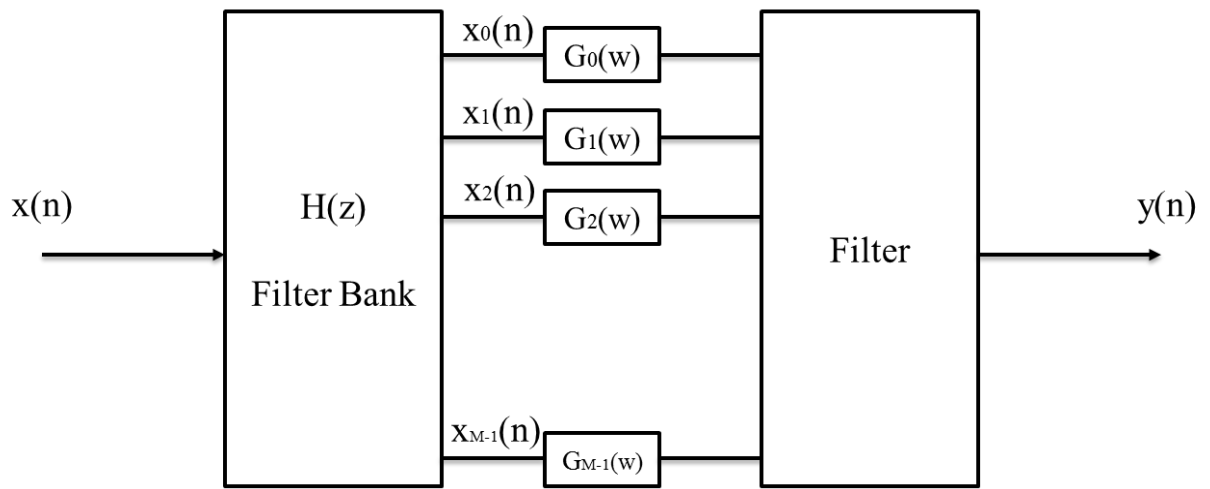 x0(n)
G0(w)
x1(n)
G1(w)
x2(n)
G2(w)
x(n)
H(z)
Filter Bank
Filter
y(n)
xM-1(n)
GM-1(w)